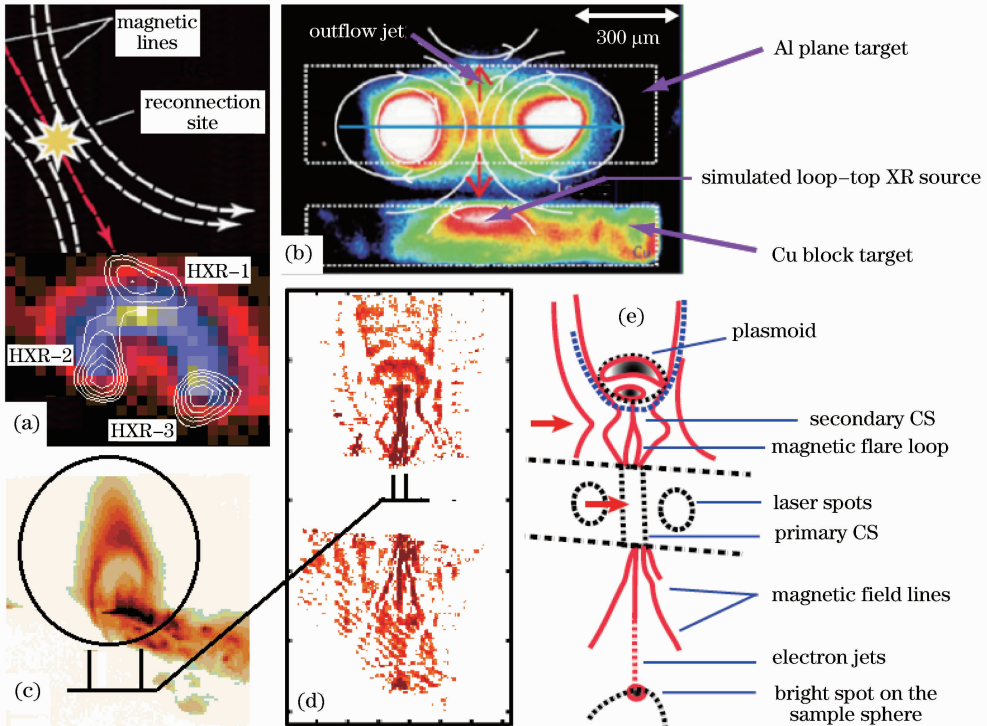 magnetic
lines
reconnection
site
HXR-1
HXR-2
HXR-3
(a)
outflow jet
300 μm
Al plane target
simulated loop-top XR source
Cu block target
Cu
(b)
(c)
(d)
(e)
plasmoid
secondary CS
magnetic flare loop
laser spots
primary CS
magnetic field lines
electron jets
bright spot on the
sample sphere